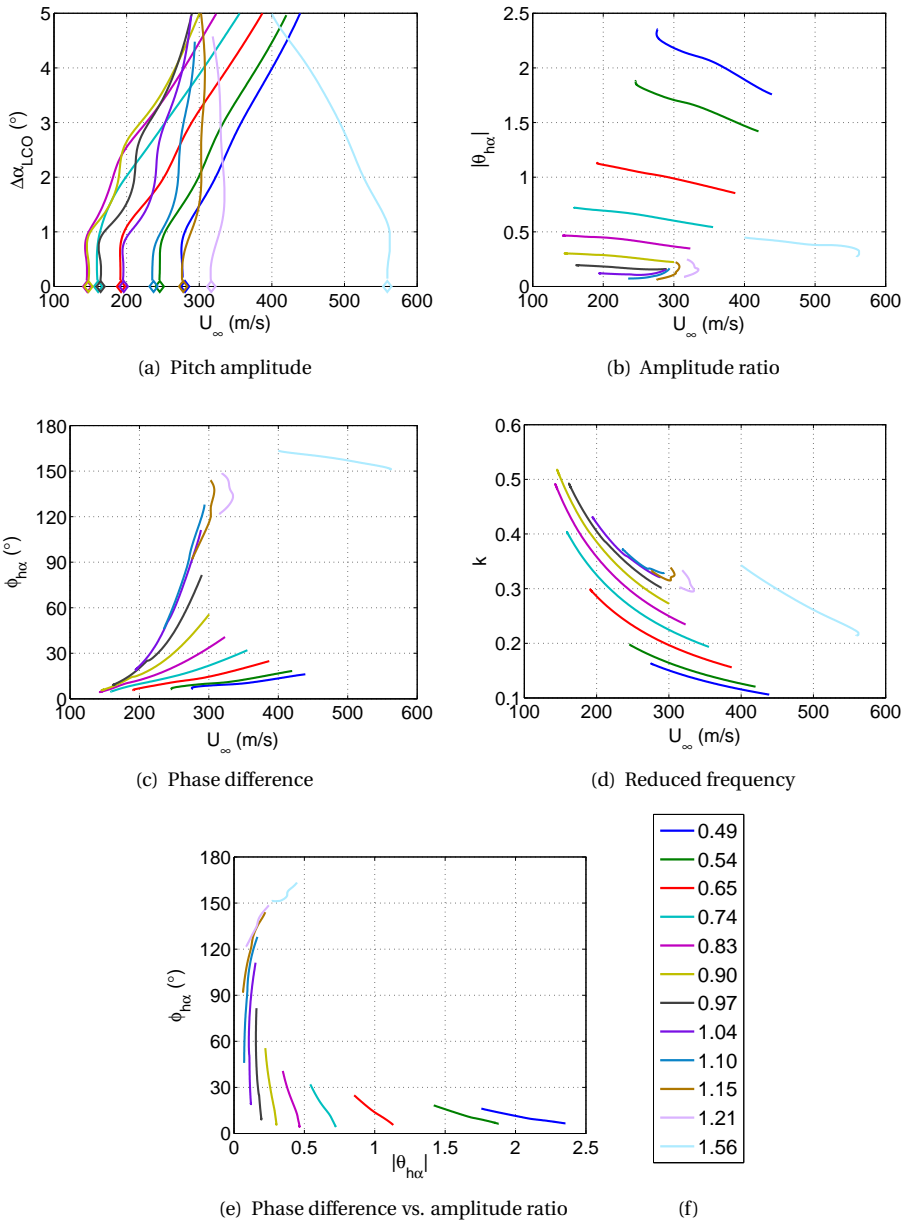 5
4
3
2
1
0
Δα_LCO (°)
100 200 300 400 500 600
U_∞ (m/s)
(a) Pitch amplitude
2.5
2
1.5
1
0.5
0
|θ_hα|
100 200 300 400 500 600
U_∞ (m/s)
(b) Amplitude ratio
180
150
120
90
60
30
0
ϕ_hα (°)
100 200 300 400 500 600
U_∞ (m/s)
(c) Phase difference
0.6
0.5
0.4
0.3
0.2
0.1
k
100 200 300 400 500 600
U_∞ (m/s)
(d) Reduced frequency
180
150
120
90
60
30
0
ϕ_hα (°)
0 0.5 1 1.5 2 2.5
|θ_hα|
(e) Phase difference vs. amplitude ratio
0.49
0.54
0.65
0.74
0.83
0.90
0.97
1.04
1.10
1.15
1.21
1.56
(f)